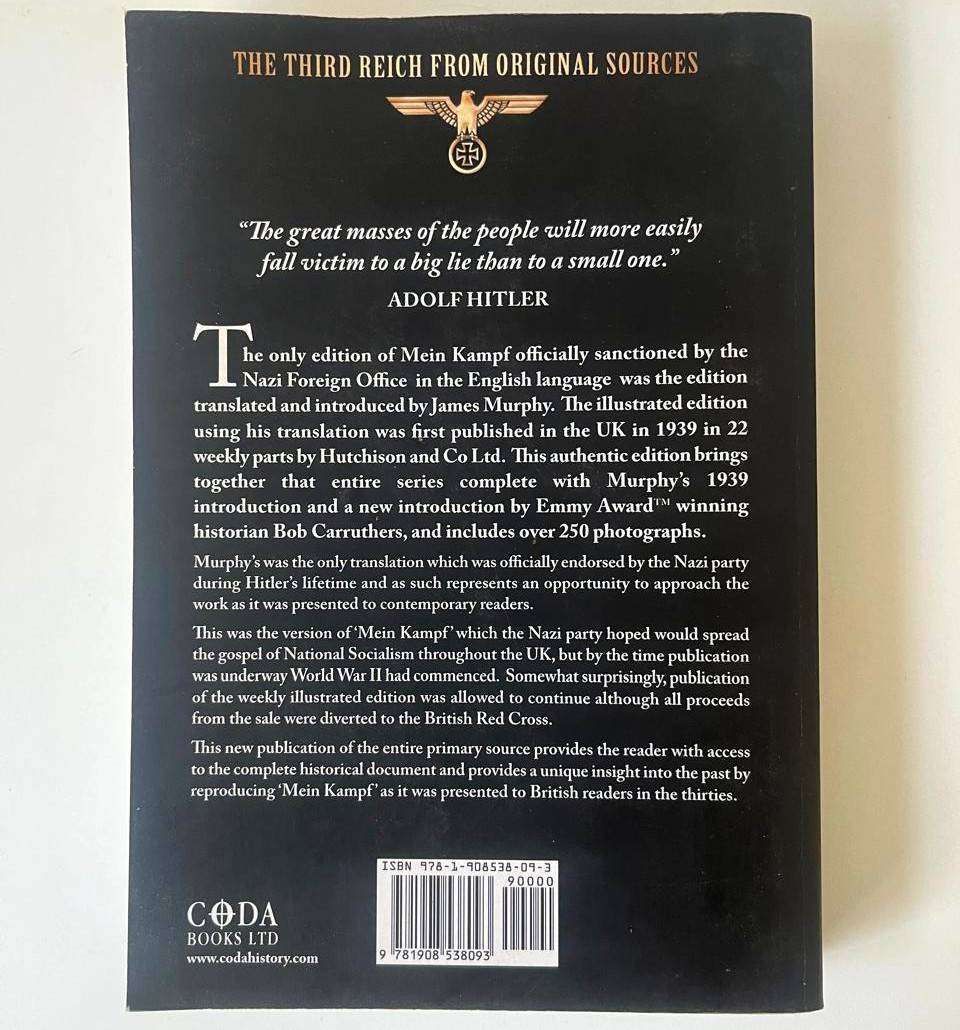 THE THIRD REICH FROM ORIGINAL SOURCES
“The great masses of the people will more easily
fall victim to a big lie than to a small one.”
ADOLF HITLER
The only edition of Mein Kampf officially sanctioned by the
Nazi Foreign Office in the English language was the edition
translated and introduced by James Murphy. The illustrated edition
using his translation was first published in the UK in 1939 in 22
weekly parts by Hutchison and Co Ltd. This authentic edition brings
together that entire series complete with Murphy’s 1939
introduction and a new introduction by Emmy Award™ winning
historian Bob Carruthers, and includes over 250 photographs.
Murphy’s was the only translation which was officially endorsed by the Nazi party
during Hitler’s lifetime and as such represents an opportunity to approach the
work as it was presented to contemporary readers.
This was the version of ‘Mein Kampf’ which the Nazi party hoped would spread
the gospel of National Socialism throughout the UK, but by the time publication
was underway World War II had commenced. Somewhat surprisingly, publication
of the weekly illustrated edition was allowed to continue although all proceeds
from the sale were diverted to the British Red Cross.
This new publication of the entire primary source provides the reader with access
to the complete historical document and provides a unique insight into the past by
reproducing ‘Mein Kampf’ as it was presented to British readers in the thirties.
ISBN 978-1-908538-09-3
90000
9 781908 538093
CODA
BOOKS LTD
www.codahistory.com